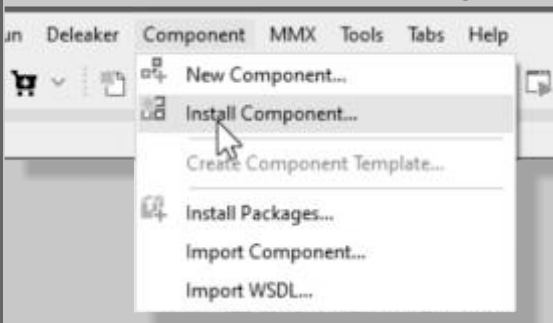 Deleaker Component MMX Tools Tabs Help
New Component...
Install Component...
Create Component Template...
Install Packages...
Import Component...
Import WSDL...